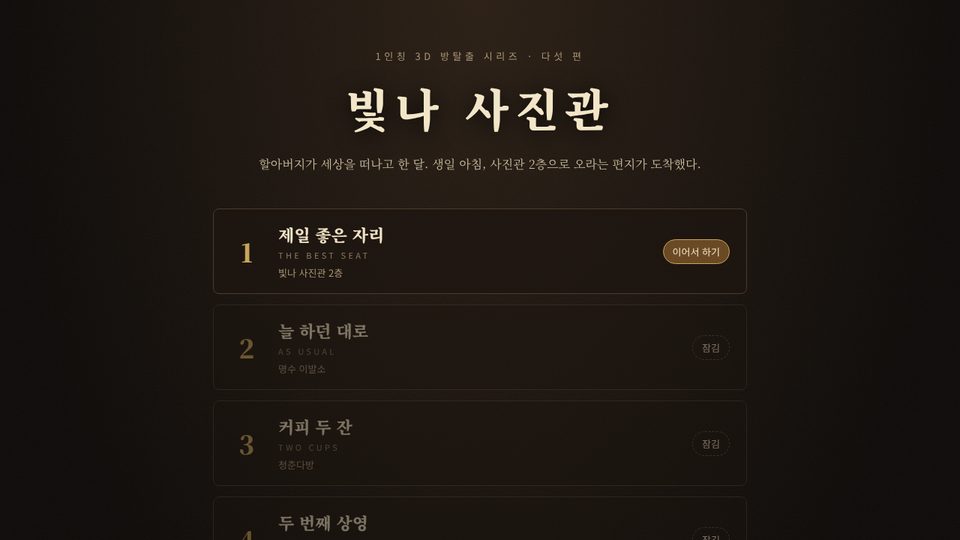 1인칭 3D 방탈출 시리즈 · 다섯 편
빛나 사진관
할아버지가 세상을 떠나고 한 달. 생일 아침, 사진관 2층으로 오라는 편지가 도착했다.
1
제일 좋은 자리
THE BEST SEAT
빛나 사진관 2층
이어서 하기
2
늘 하던 대로
AS USUAL
명수 이발소
잠김
3
커피 두 잔
TWO CUPS
청춘다방
잠김
4
두 번째 상영
잠김